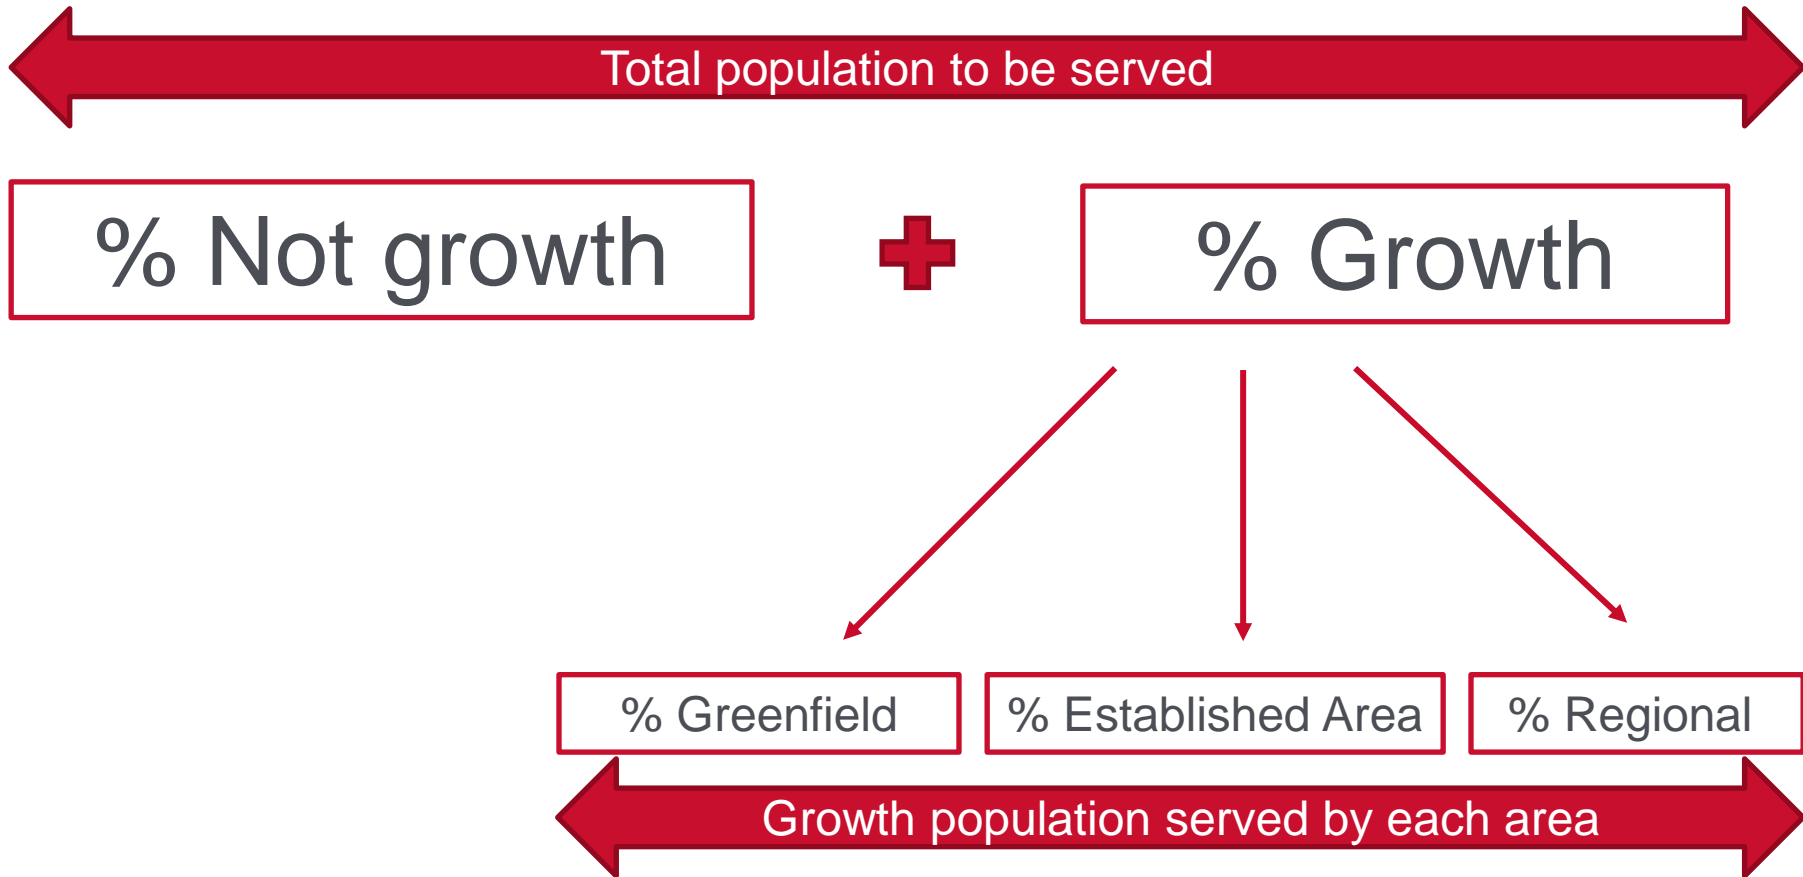 Total population to be served
% Not growth
% Growth
% Greenfield
% Established Area
% Regional
Growth population served by each area